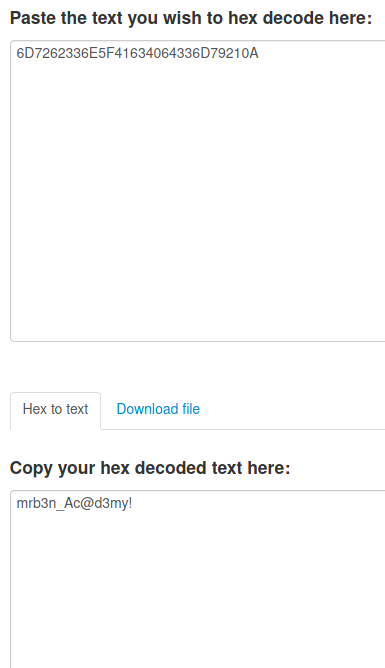 Paste the text you wish to hex decode here:
6D7262336E5F41634064336D79210A
Hex to text Download file
Copy your hex decoded text here:
mrb3n_Ac@d3my!